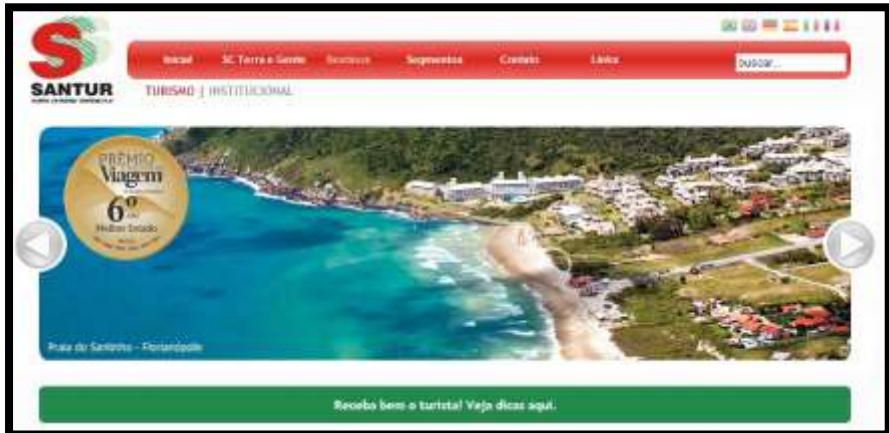 SANTUR
Inicial SC Terra e Gente Destinos Segmentos Contato Links
buscar...
TURISMO | INSTITUCIONAL
PRÊMIO
Viagem
6º
Melhor Estado
Praia do Santinho - Florianópolis
Receba bem o turista! Veja dicas aqui.